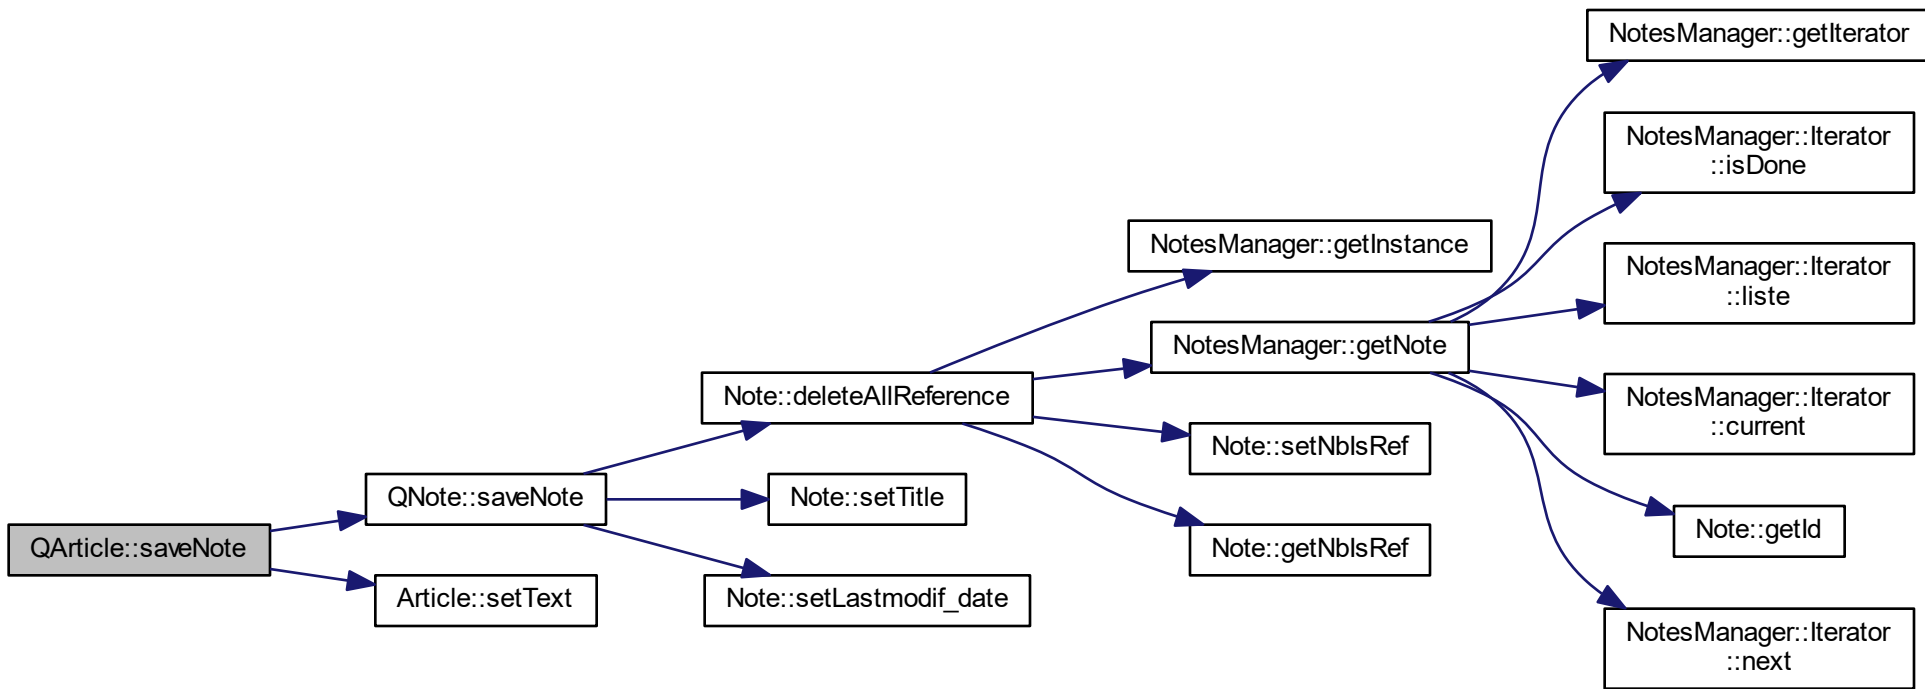 QArticle::saveNote
QNote::saveNote
Article::setText
Note::deleteAllReference
Note::setTitle
Note::setLastmodif_date
NotesManager::getInstance
NotesManager::getNote
Note::setNbIsRef
Note::getNbIsRef
NotesManager::getIterator
NotesManager::Iterator
::isDone
NotesManager::Iterator
::liste
NotesManager::Iterator
::current
Note::getId
NotesManager::Iterator
::next